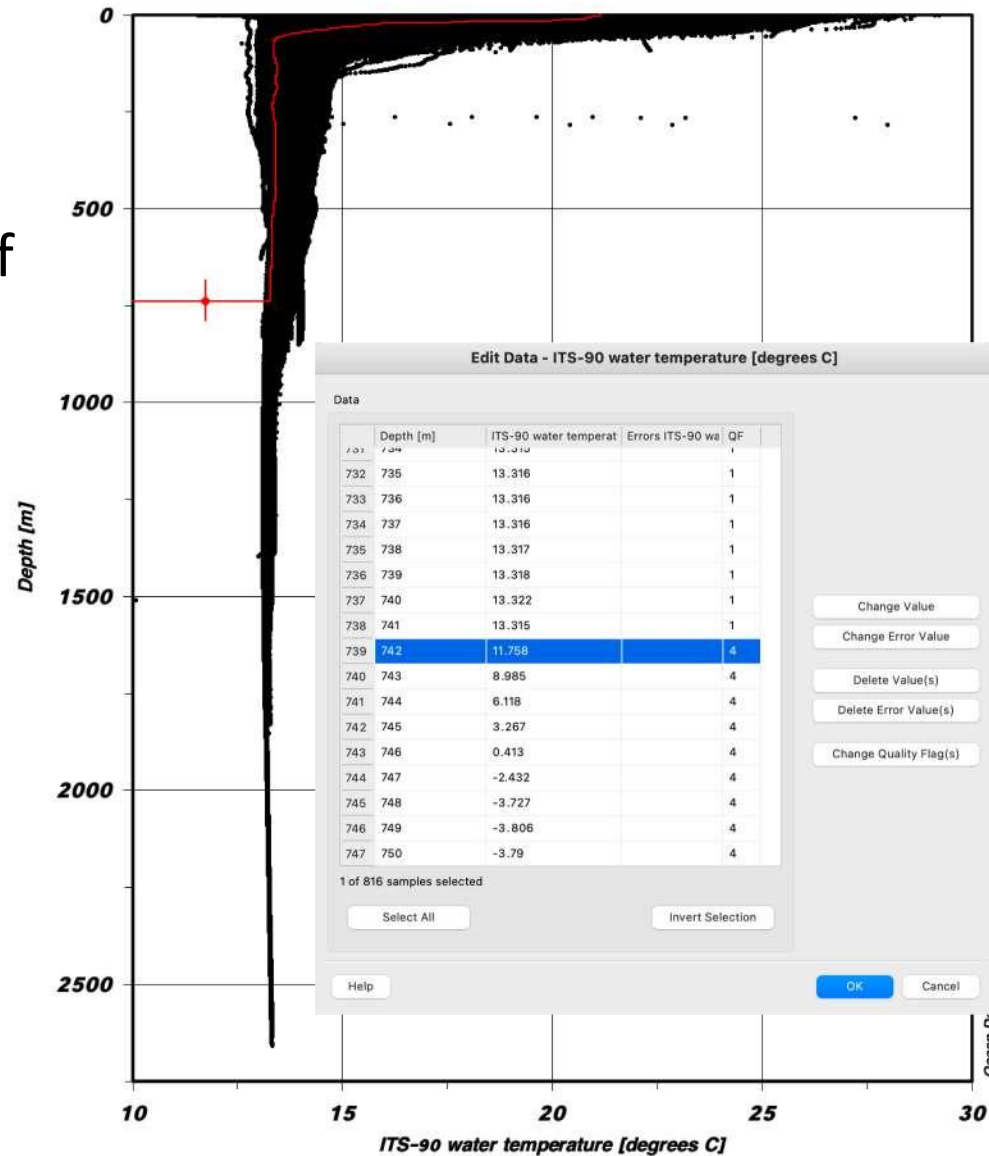 f
0
500
1000
1500
2000
2500
Depth [m]
10 15 20 25 30
ITS-90 water temperature [degrees C]
Edit Data - ITS-90 water temperature [degrees C]
Data
Depth [m] ITS-90 water temperat Errors ITS-90 wa QF
732 735 13.316 1
733 736 13.316 1
734 737 13.316 1
735 738 13.317 1
736 739 13.318 1
737 740 13.322 1
738 741 13.315 1
739 742 11.758 4
740 743 8.985 4
741 744 6.118 4
742 745 3.267 4
743 746 0.413 4
744 747 -2.432 4
745 748 -3.727 4
746 749 -3.806 4
747 750 -3.79 4
1 of 816 samples selected
Select All Invert Selection
Change Value
Change Error Value
Delete Value(s)
Delete Error Value(s)
Change Quality Flag(s)
Help OK Cancel
Ocean